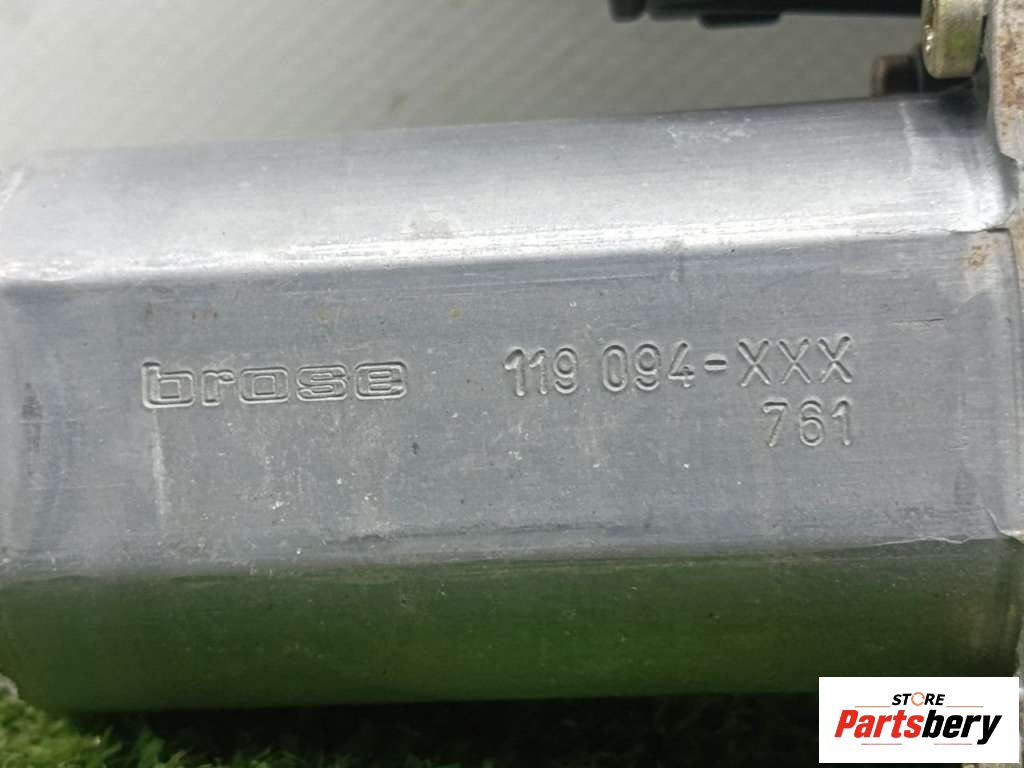 brose 119 094-XXX
761
STORE
Partsbery